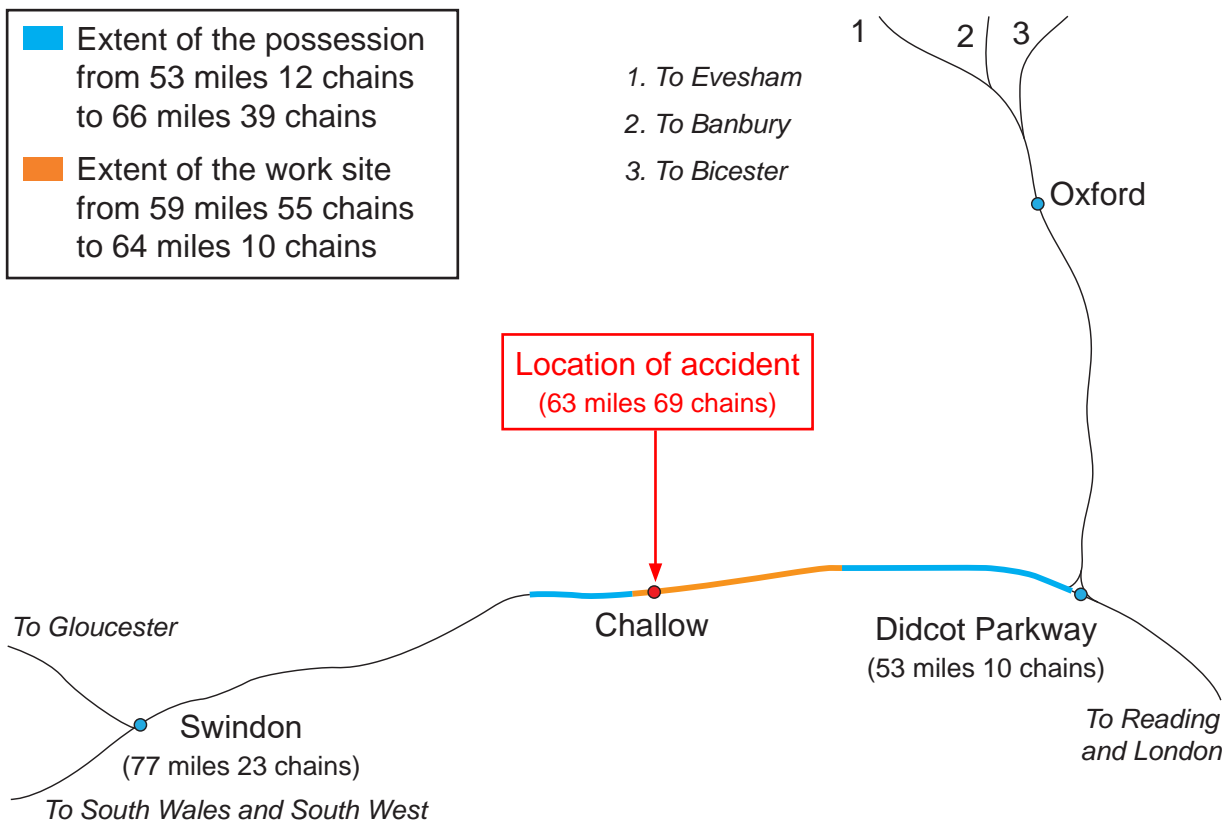 Extent of the possession
from 53 miles 12 chains
to 66 miles 39 chains
Extent of the work site
from 59 miles 55 chains
to 64 miles 10 chains
1
2
3
1. To Evesham
2. To Banbury
3. To Bicester
Oxford
Location of accident
(63 miles 69 chains)
Challow
Didcot Parkway
(53 miles 10 chains)
To Gloucester
Swindon
(77 miles 23 chains)
To South Wales and South West
To Reading
and London